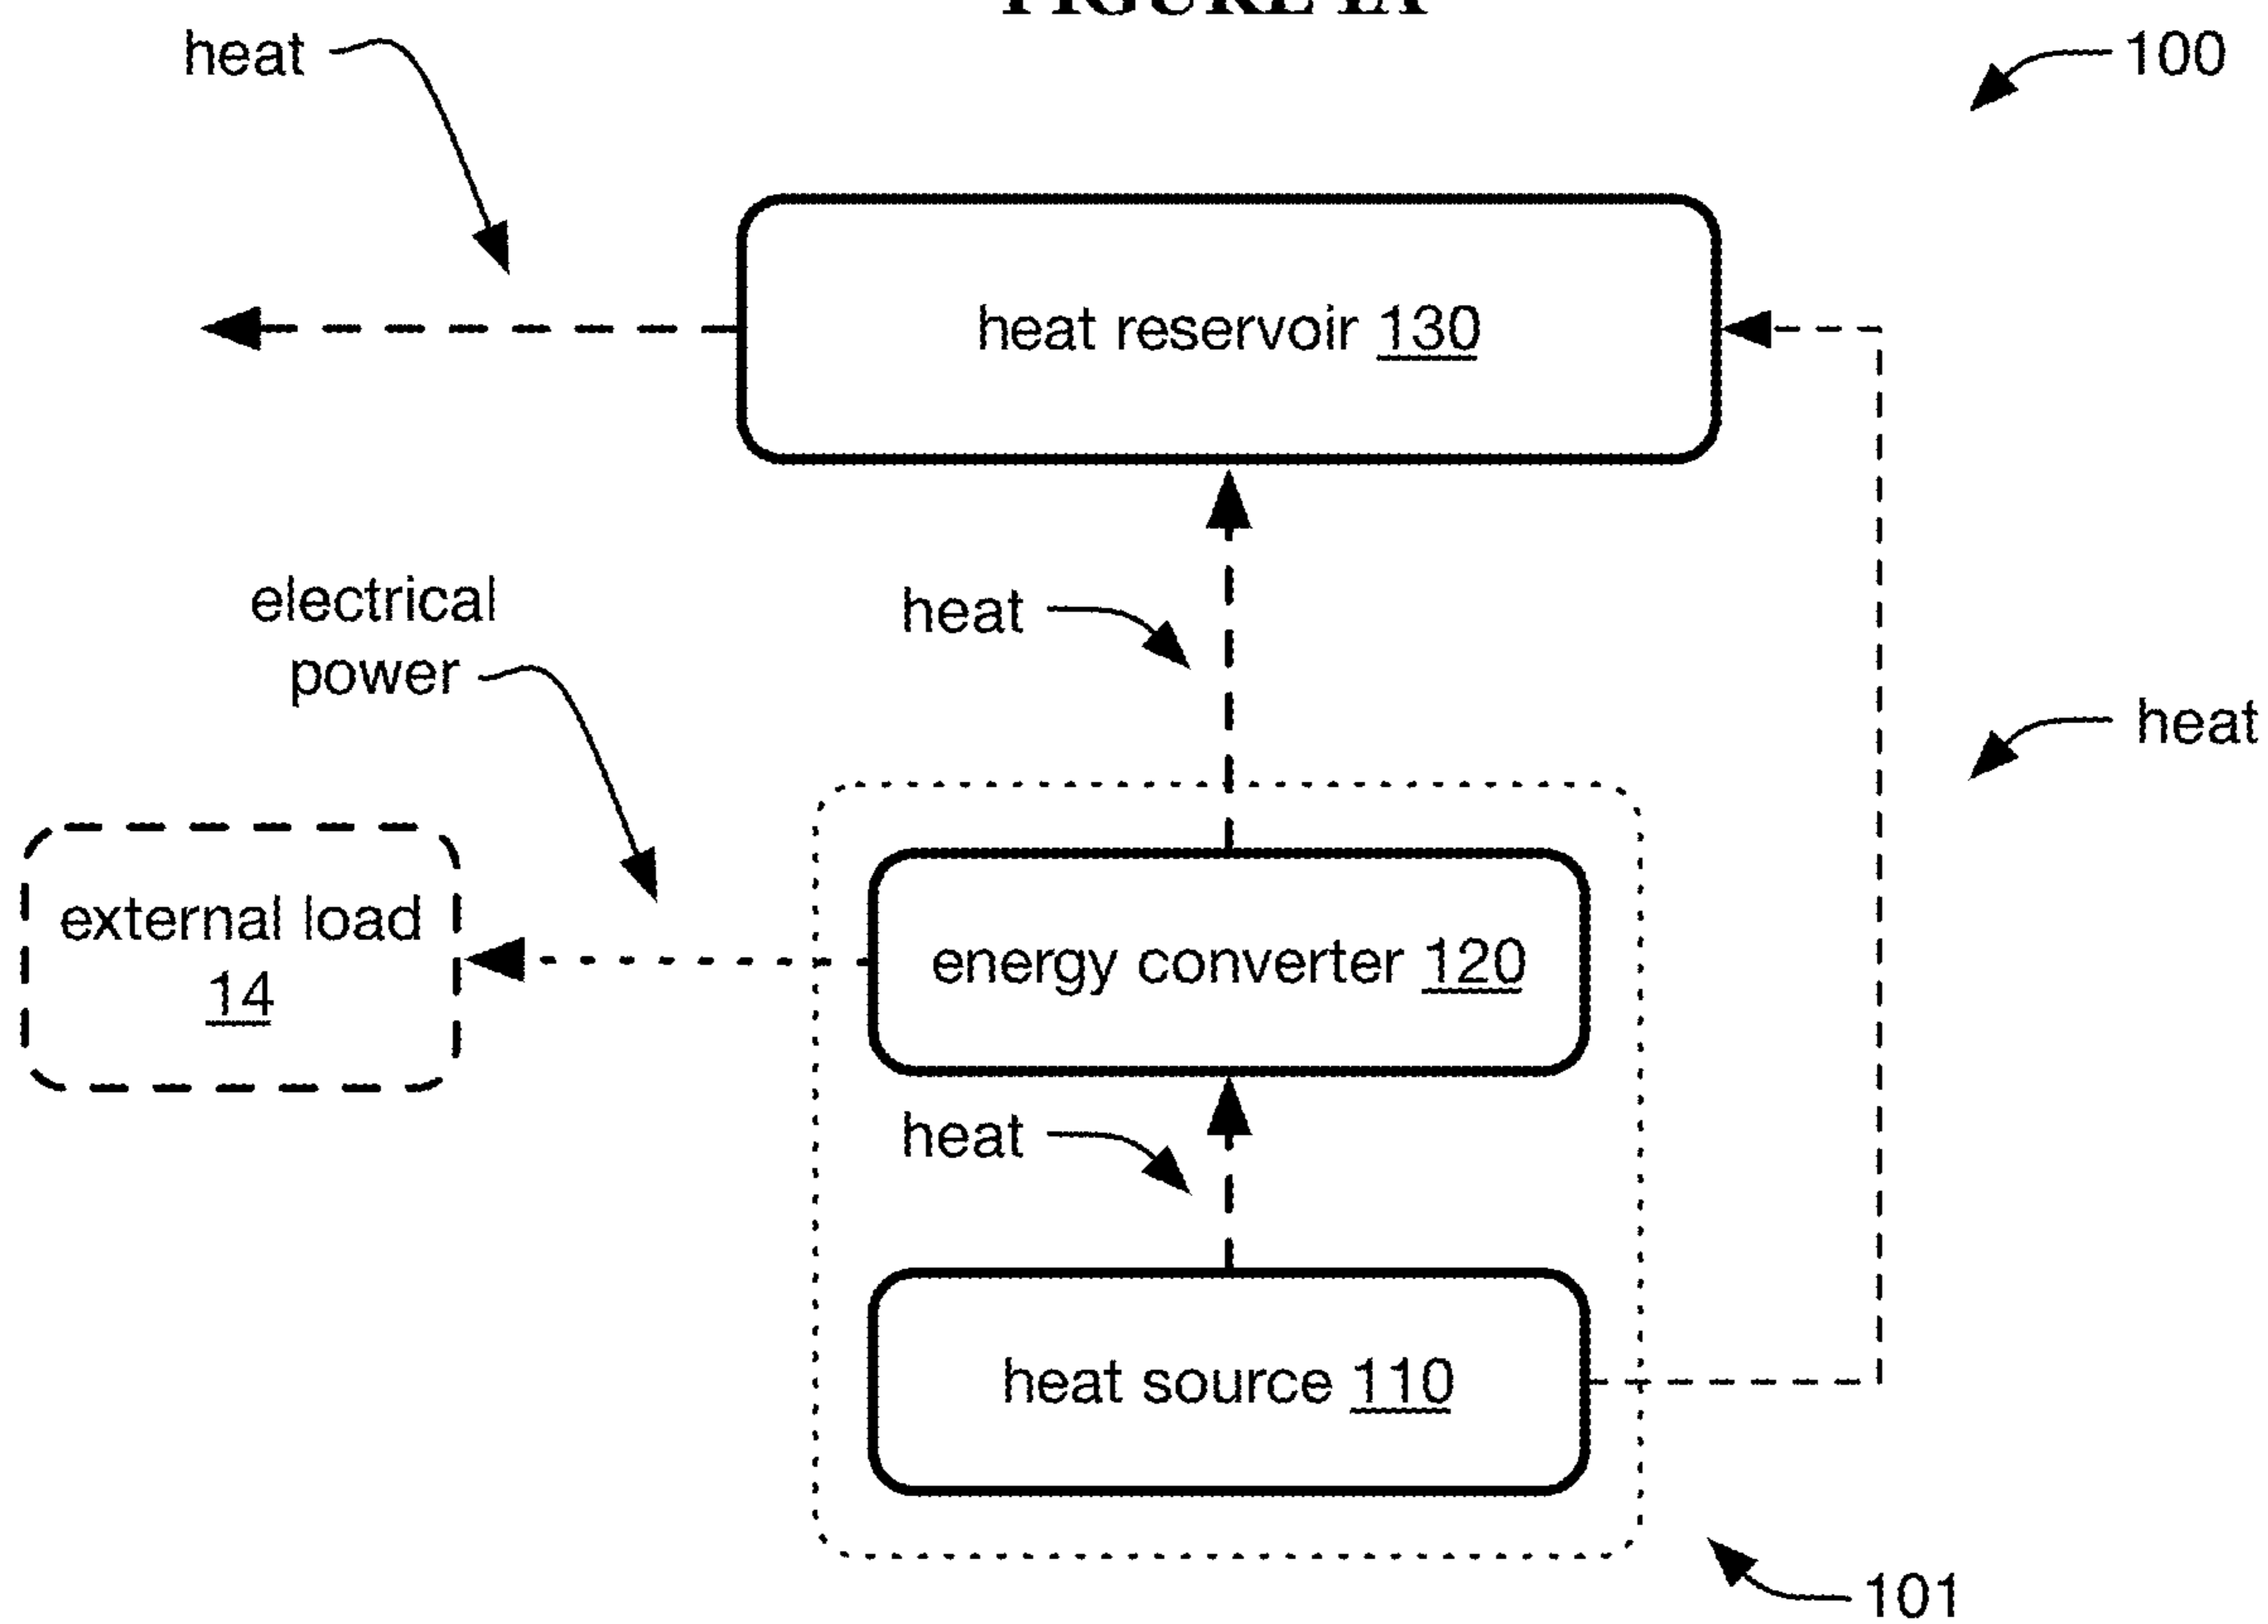 heat
100
heat reservoir 130
electrical
power
heat
heat
external load
14
energy converter 120
heat
heat source 110
101